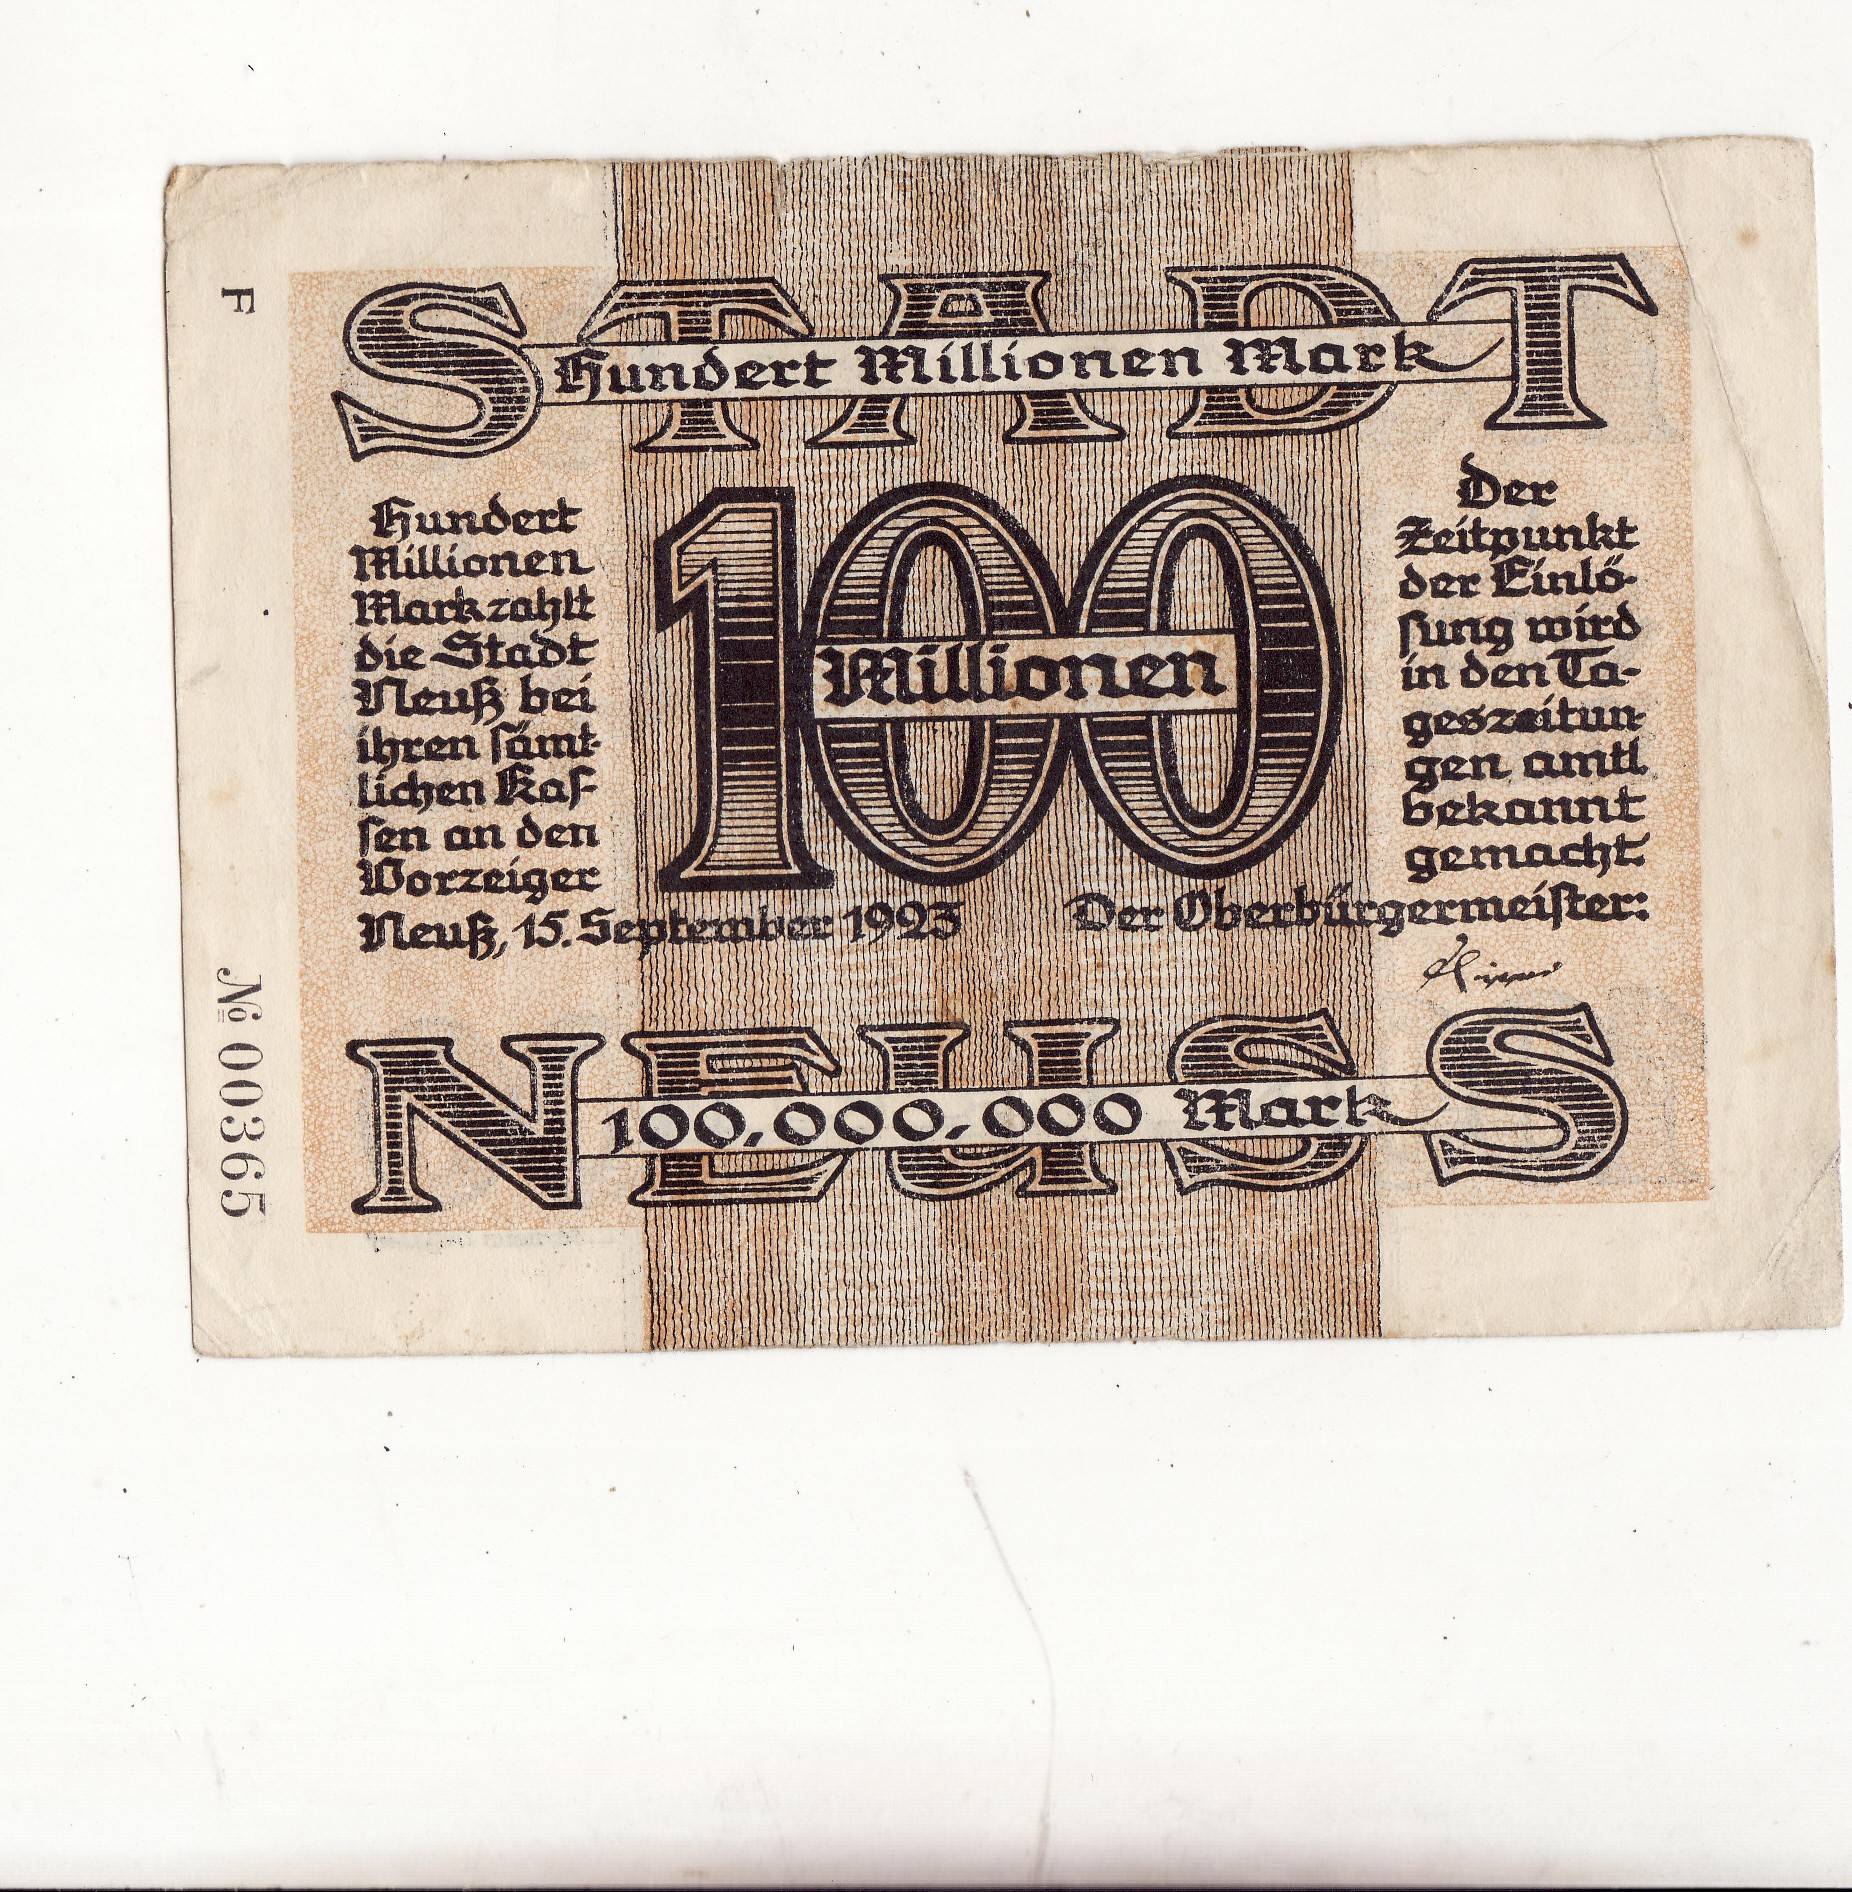 STADT
Hundert Millionen Mark
Hundert
Millionen
Mark zahlt
die Stadt
Neuß bei
ihren sämt-
lichen Kas-
sen an den
Vorzeiger
100
Millionen
Der
Zeitpunkt
der Einlö-
sung wird
in den Ta-
geszeitun-
gen amtl.
bekannt
gemacht
Neuß, 15. September 1923
Der Oberbürgermeister:
NEUSS
100.000.000 Mark
F
№ 00365